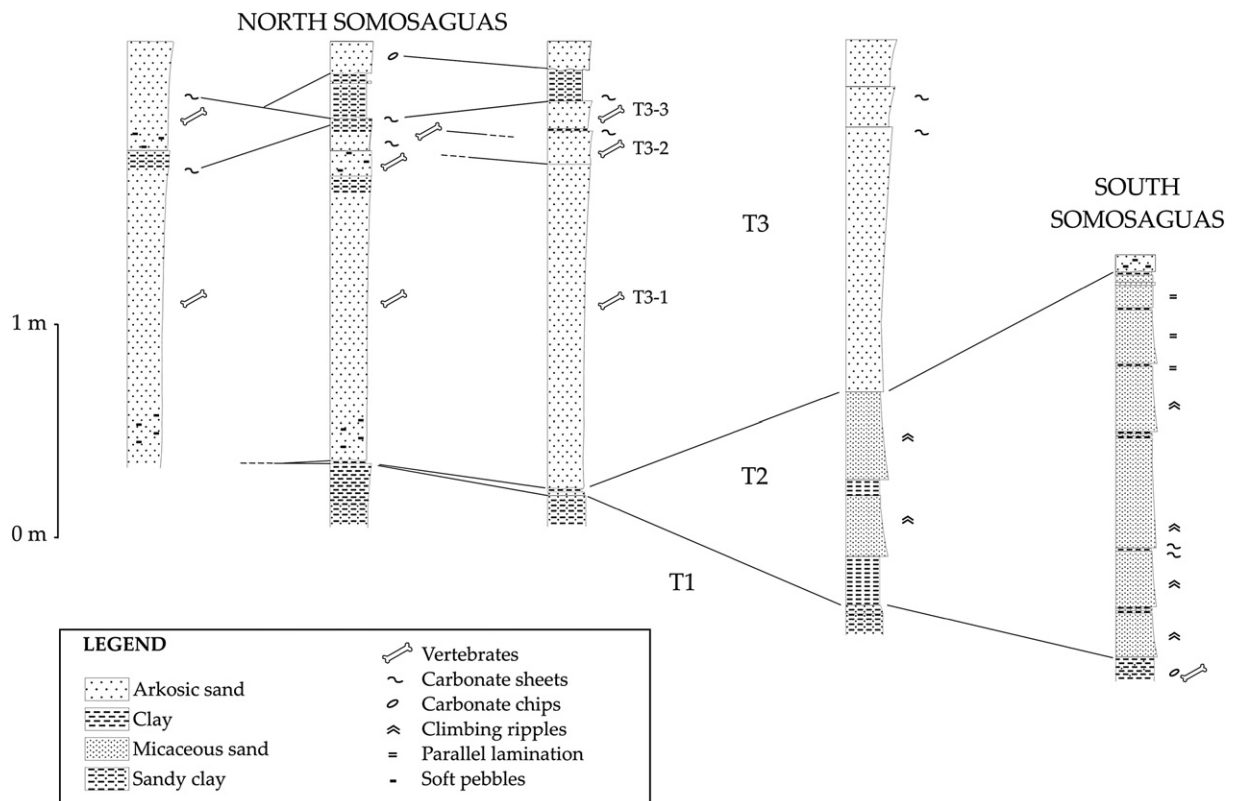 NORTH SOMOSAGUAS
T3-3
T3-2
SOUTH
SOMOSAGUAS
T3
T3-1
1 m
T2
0 m
T1
LEGEND
Arkosic sand
Clay
Micaceous sand
Sandy clay
Vertebrates
Carbonate sheets
Carbonate chips
Climbing ripples
Parallel lamination
Soft pebbles